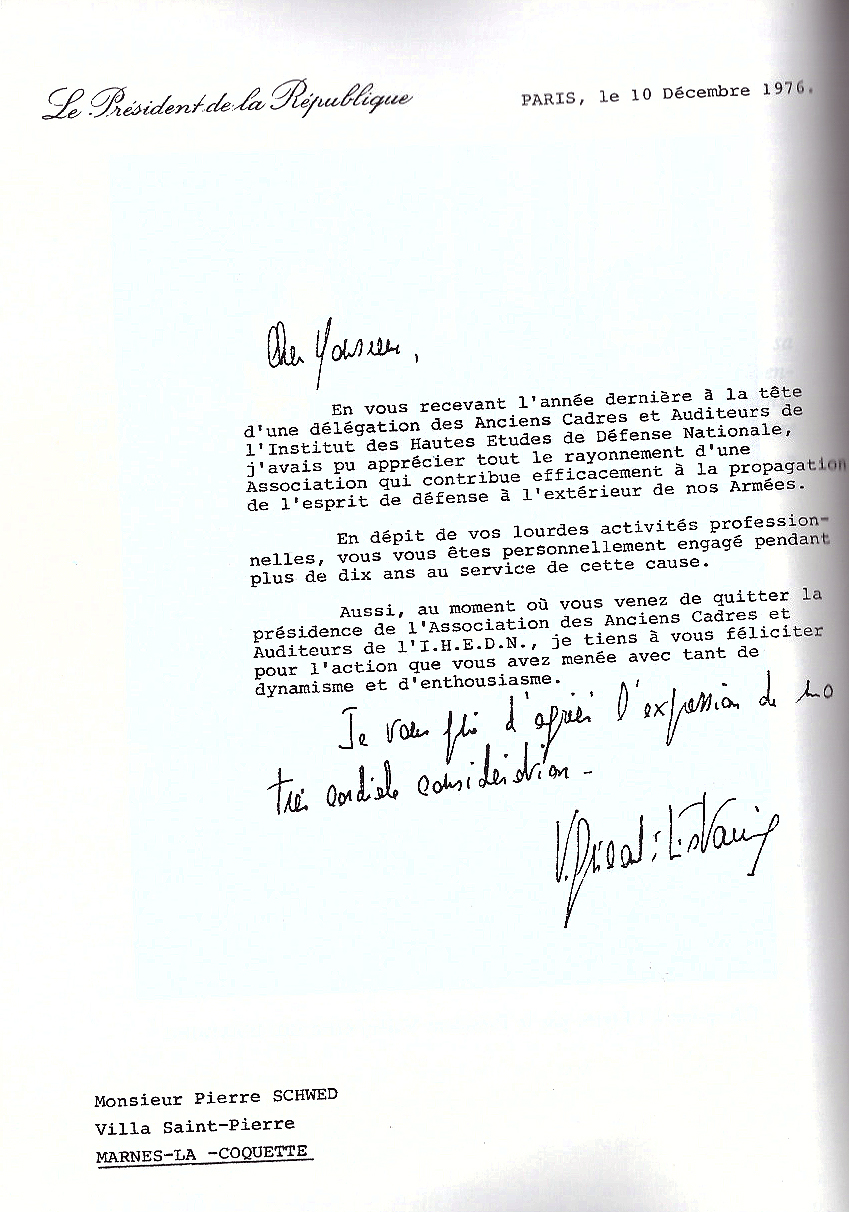 Le Président de la République
PARIS, le 10 Décembre 1976.
Cher Monsieur,
En vous recevant l'année dernière à la tête
d'une délégation des Anciens Cadres et Auditeurs de
l'Institut des Hautes Etudes de Défense Nationale,
j'avais pu apprécier tout le rayonnement d'une
Association qui contribue efficacement à la propagation
de l'esprit de défense à l'extérieur de nos Armées.
En dépit de vos lourdes activités profession-
nelles, vous vous êtes personnellement engagé pendant
plus de dix ans au service de cette cause.
Aussi, au moment où vous venez de quitter la
présidence de l'Association des Anciens Cadres et
Auditeurs de l'I.H.E.D.N., je tiens à vous féliciter
pour l'action que vous avez menée avec tant de
dynamisme et d'enthousiasme.
Je vous prie d'agréer l'expression de ma
très cordiale considération -
V. Giscard d'Estaing
Monsieur Pierre SCHWED
Villa Saint-Pierre
MARNES-LA -COQUETTE